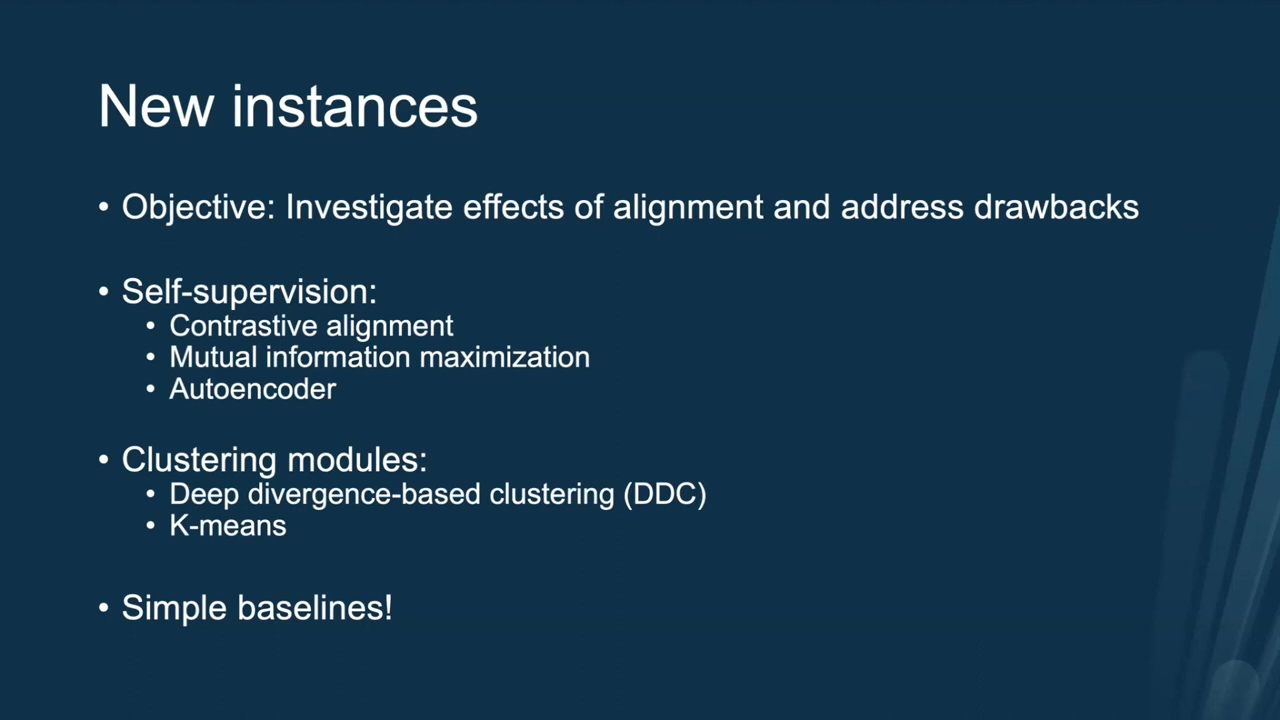 New instances
• Objective: Investigate effects of alignment and address drawbacks
• Self-supervision:
• Contrastive alignment
• Mutual information maximization
• Autoencoder
• Clustering modules:
• Deep divergence-based clustering (DDC)
• K-means
• Simple baselines!